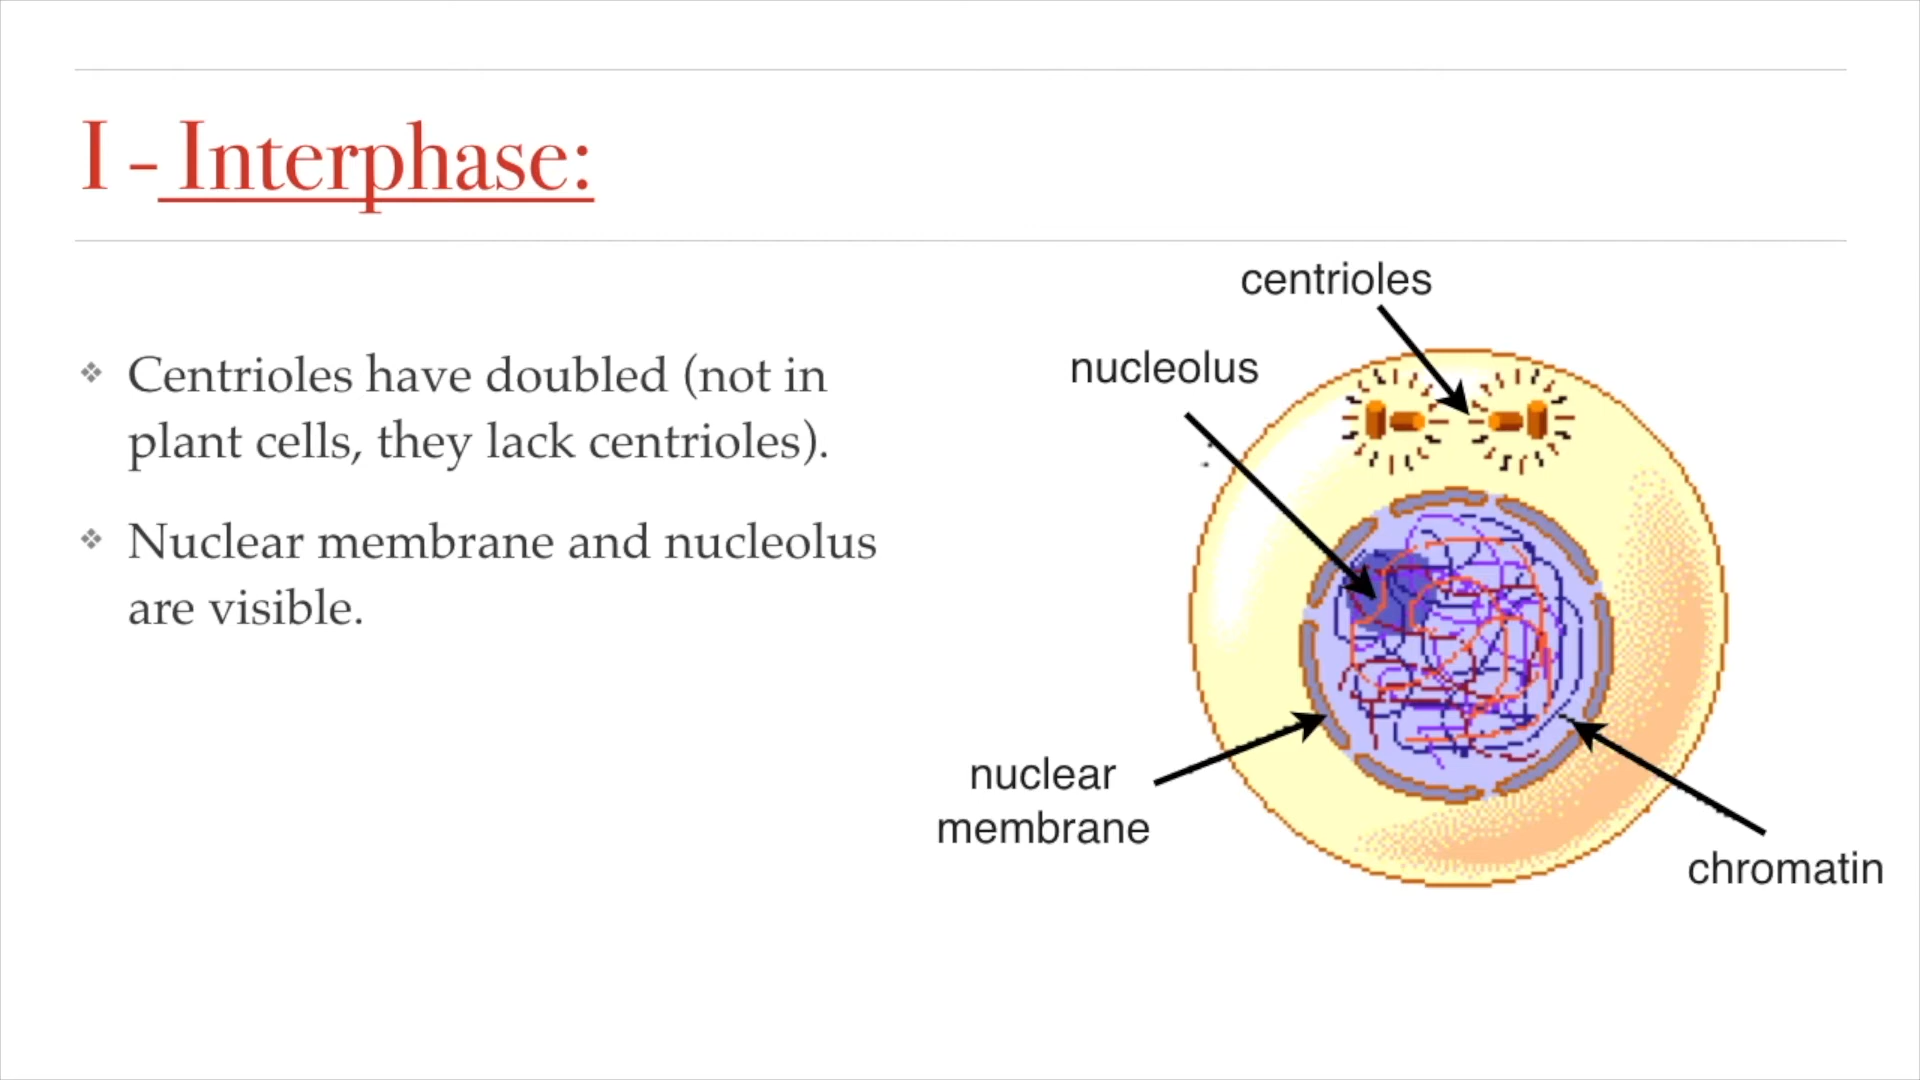 I - Interphase:
❖ Centrioles have doubled (not in
plant cells, they lack centrioles).
❖ Nuclear membrane and nucleolus
are visible.
centrioles
nucleolus
nuclear
membrane
chromatin